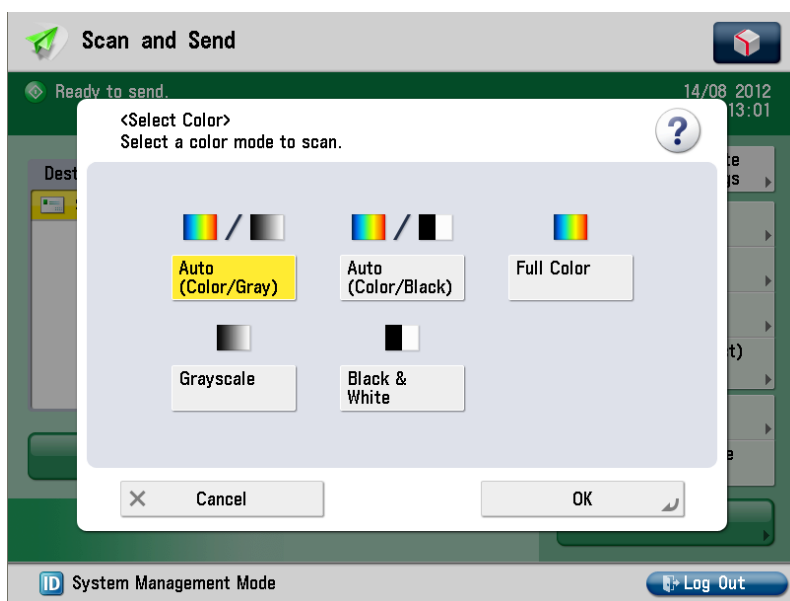 Scan and Send
Ready to send.
14/08 2012
13:01
<Select Color>
Select a color mode to scan.
?
Dest
Auto
(Color/Gray)
Auto
(Color/Black)
Full Color
Grayscale
Black &
White
t)
Cancel
OK
ID System Management Mode
Log Out